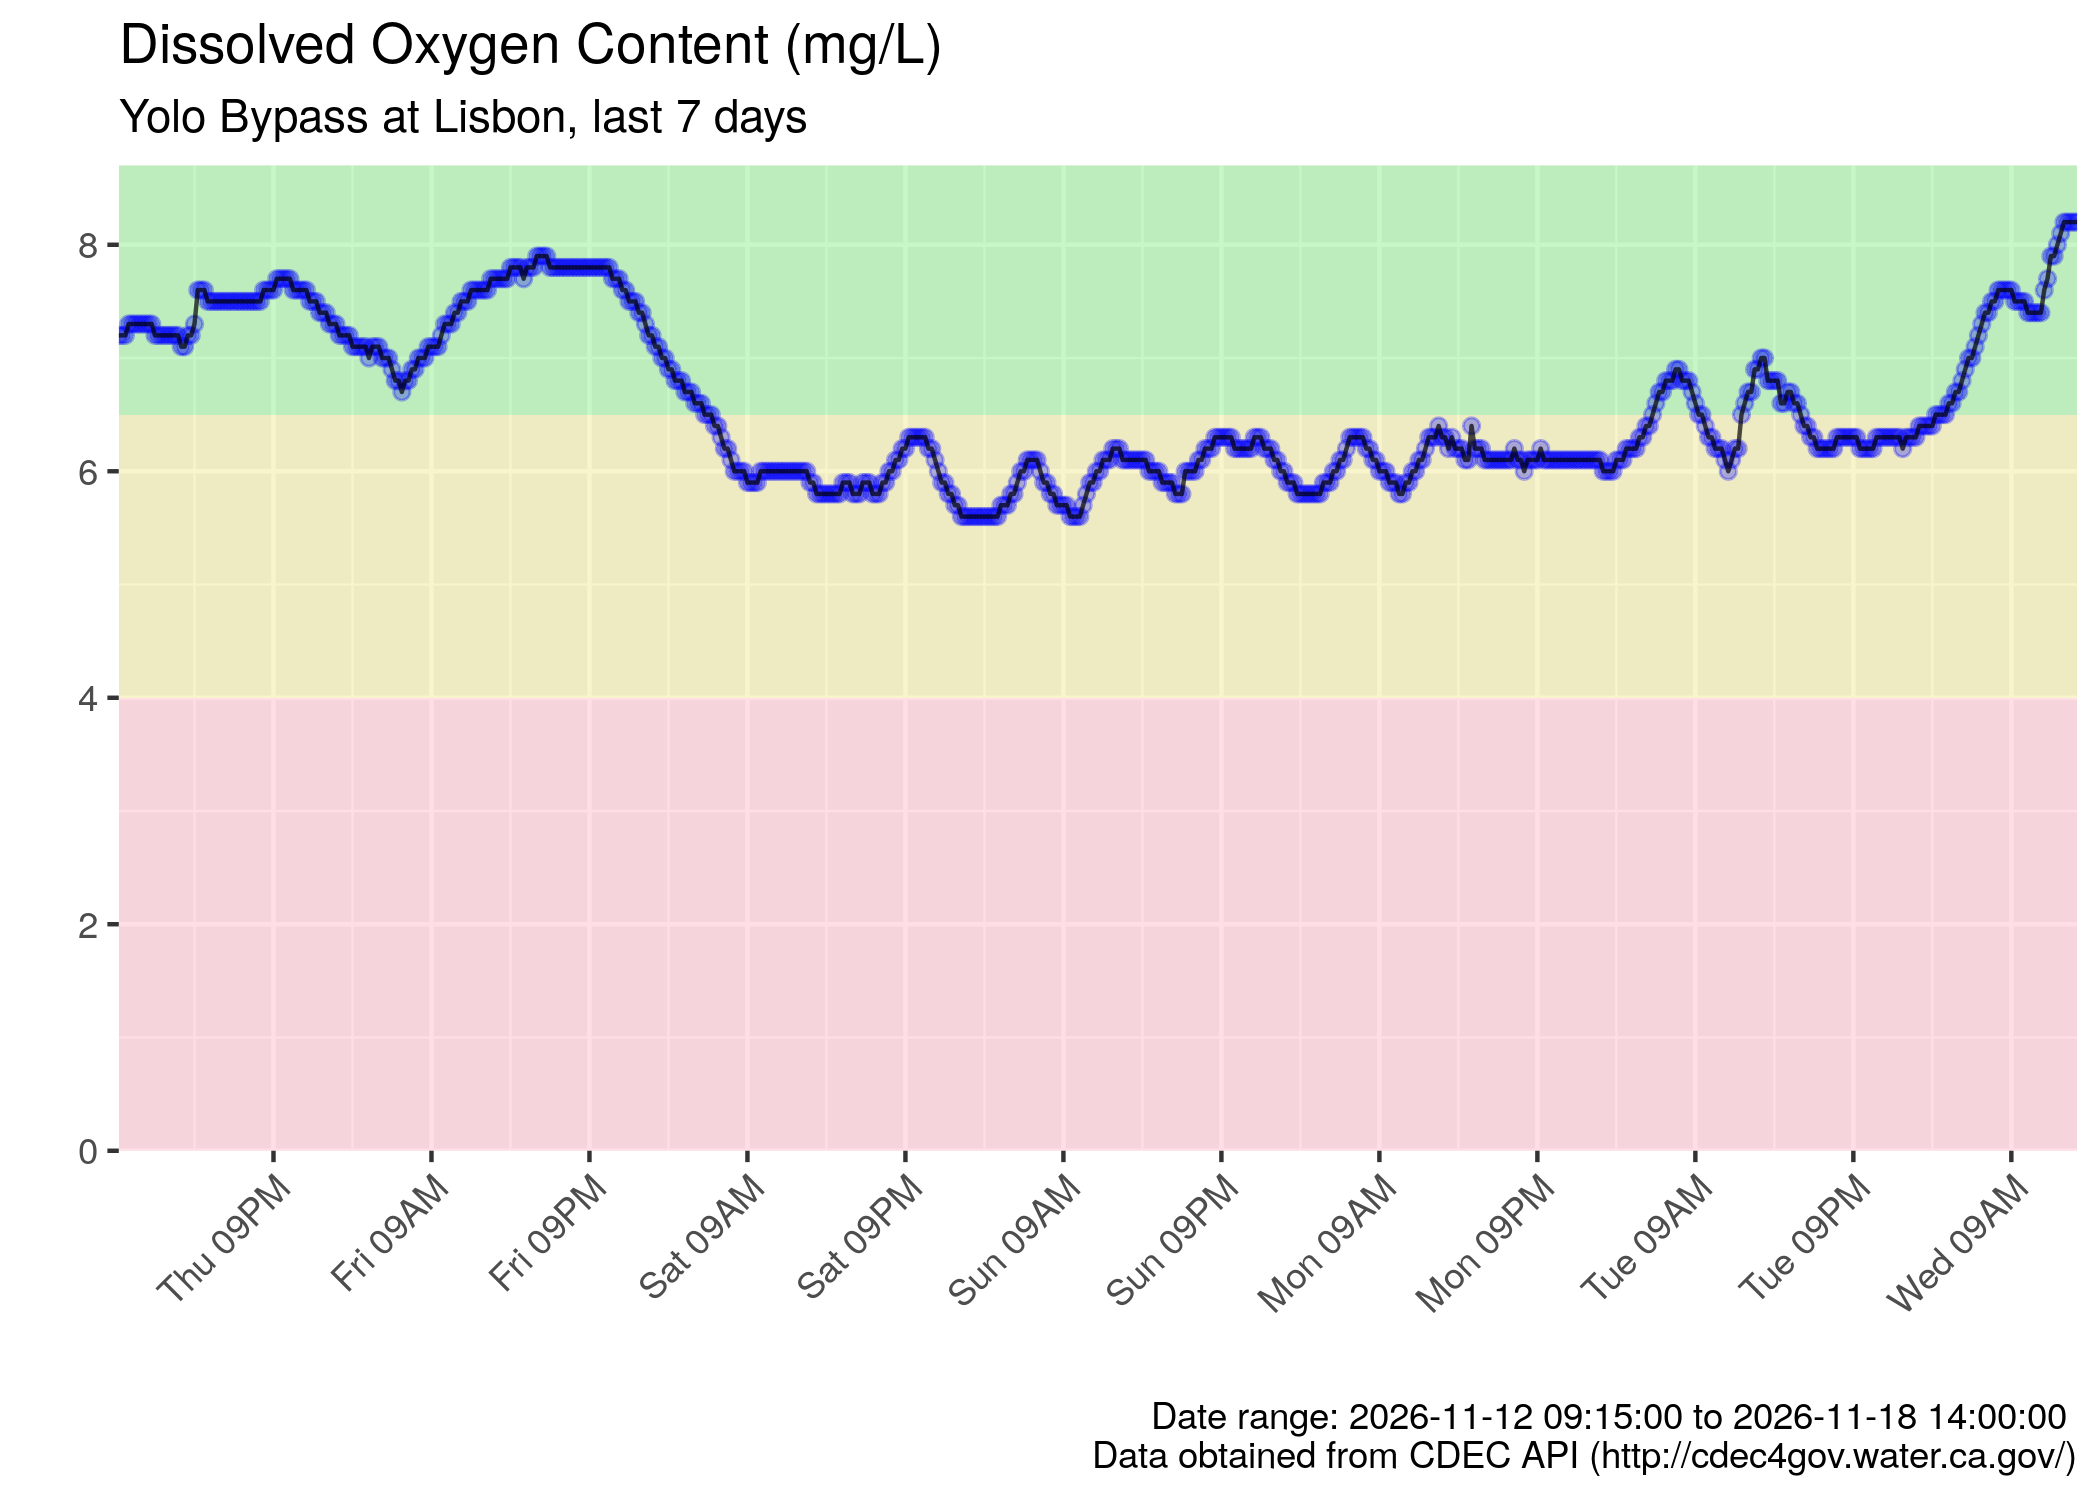 Dissolved Oxygen Content (mg/L)
Yolo Bypass at Lisbon, last 7 days
8
6
4
2
0
Thu 09PM
Fri 09AM
Fri 09PM
Sat 09AM
Sat 09PM
Sun 09AM
Sun 09PM
Mon 09AM
Mon 09PM
Tue 09AM
Tue 09PM
Wed 09AM
Date range: 2026-11-12 09:15:00 to 2026-11-18 14:00:00
Data obtained from CDEC API (http://cdec4gov.water.ca.gov/)